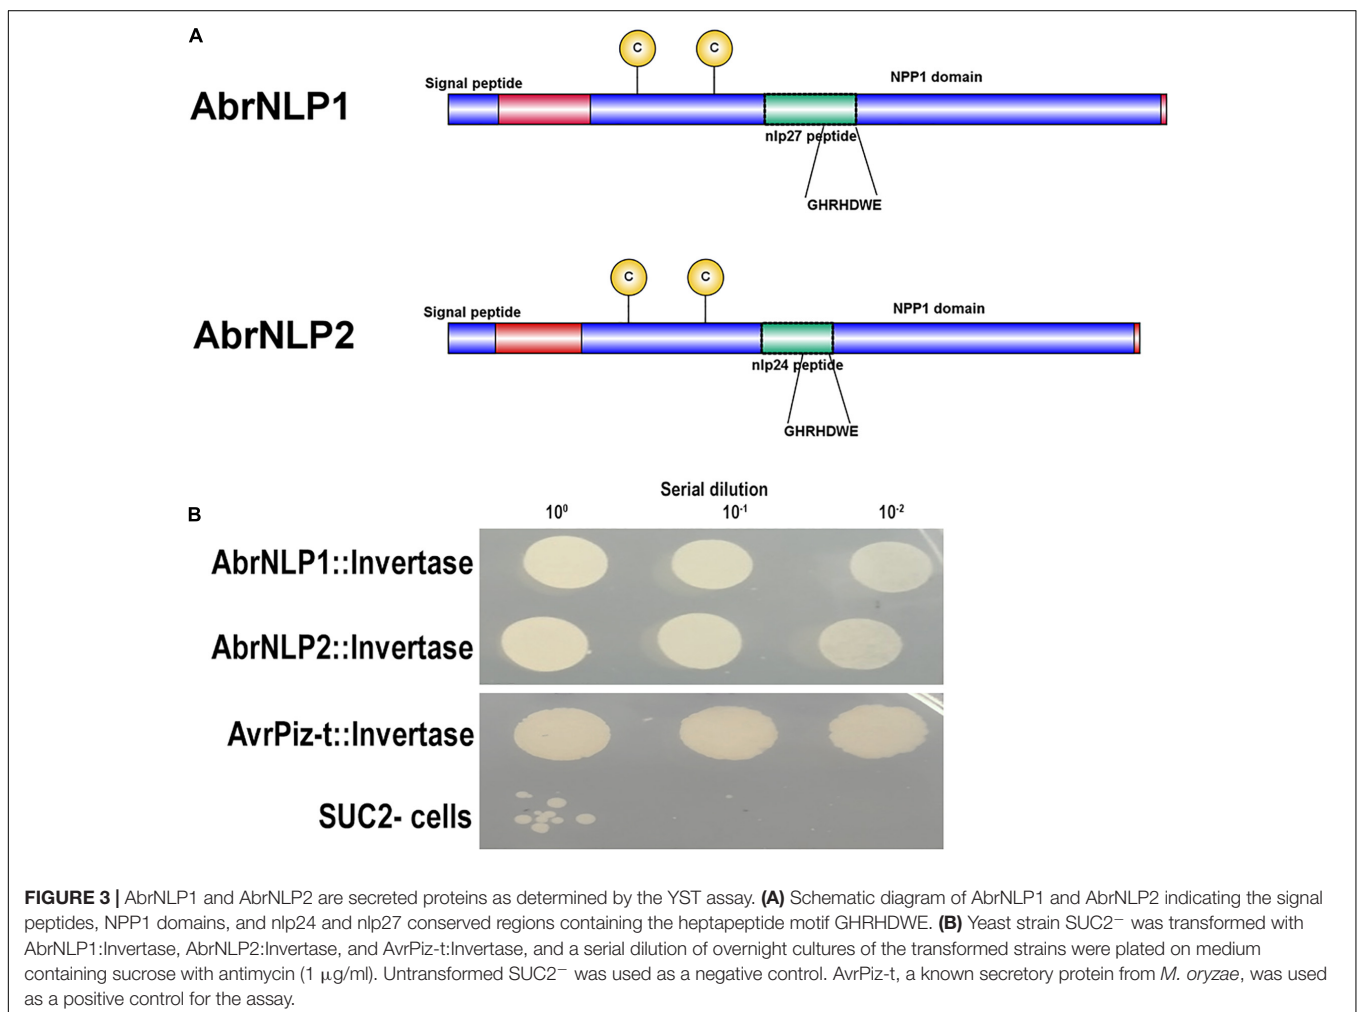 A
AbrNLP1
Signal peptide
C
C
NPP1 domain
nlp27 peptide
GHRHDWE
AbrNLP2
Signal peptide
C
C
NPP1 domain
nlp24 peptide
GHRHDWE
B
Serial dilution
10⁰ 10⁻¹ 10⁻²
AbrNLP1::Invertase
AbrNLP2::Invertase
AvrPiz-t::Invertase
SUC2- cells
FIGURE 3 | AbrNLP1 and AbrNLP2 are secreted proteins as determined by the YST assay. (A) Schematic diagram of AbrNLP1 and AbrNLP2 indicating the signal
peptides, NPP1 domains, and nlp24 and nlp27 conserved regions containing the heptapeptide motif GHRHDWE. (B) Yeast strain SUC2⁻ was transformed with
AbrNLP1:Invertase, AbrNLP2:Invertase, and AvrPiz-t:Invertase, and a serial dilution of overnight cultures of the transformed strains were plated on medium
containing sucrose with antimycin (1 μg/ml). Untransformed SUC2⁻ was used as a negative control. AvrPiz-t, a known secretory protein from M. oryzae, was used
as a positive control for the assay.